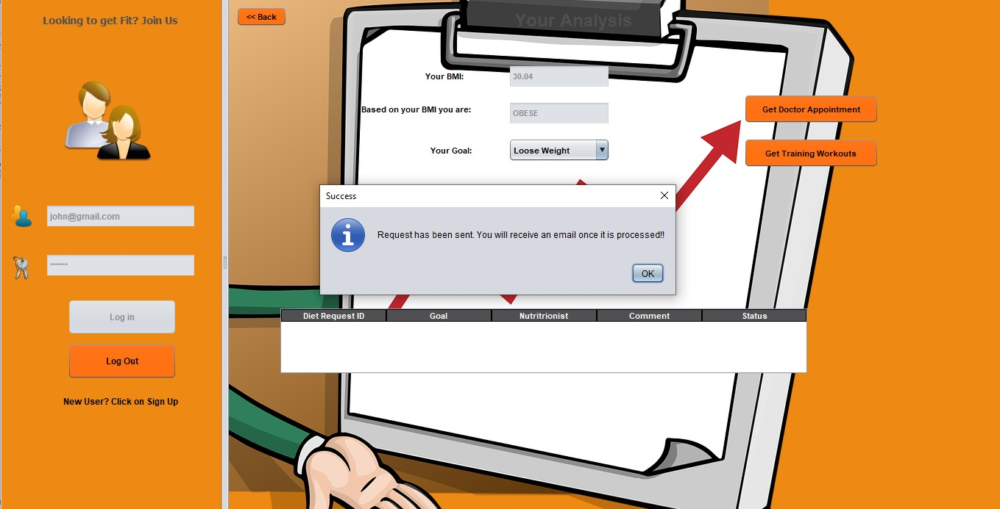 Looking to get Fit? Join Us
john@gmail.com
------
Log in
Log Out
New User? Click on Sign Up
<< Back
Your Analysis
Your BMI:
30.04
Based on your BMI you are:
OBESE
Your Goal:
Loose Weight
Get Doctor Appointment
Get Training Workouts
Success
Request has been sent. You will receive an email once it is processed!!
OK
Diet Request ID Goal Nutritrionist Comment Status